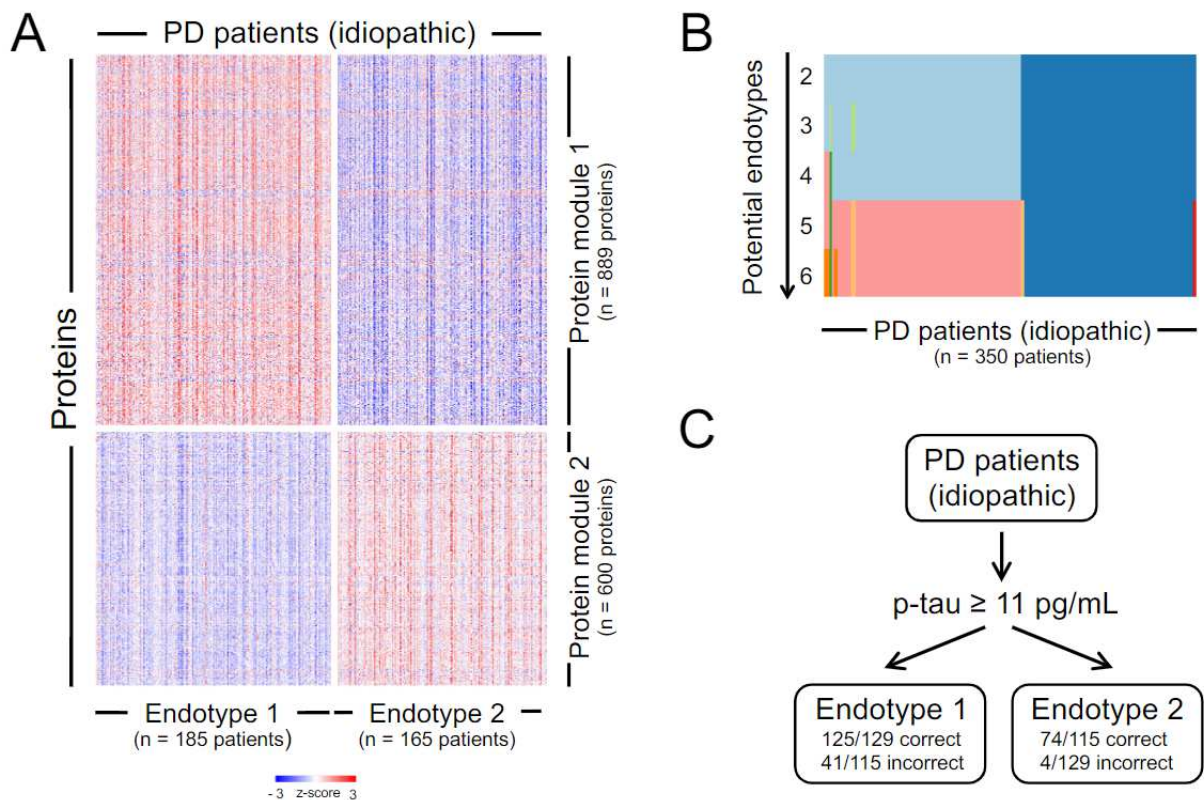 A
PD patients (idiopathic)
Proteins
Protein module 1
(n = 889 proteins)
Protein module 2
(n = 600 proteins)
Endotype 1
(n = 185 patients)
Endotype 2
(n = 165 patients)
- 3 z-score 3
B
Potential endotypes
2
3
4
5
6
PD patients (idiopathic)
(n = 350 patients)
C
PD patients
(idiopathic)
p-tau ≥ 11 pg/mL
Endotype 1
125/129 correct
41/115 incorrect
Endotype 2
74/115 correct
4/129 incorrect